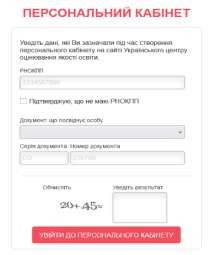 ПЕРСОНАЛЬНИЙ КАБІНЕТ
Уведіть дані, які Ви зазначали під час створення
персонального кабінету на сайті Українського центру
оцінювання якості освіти.
РНОКПП
1234567890
Підтверджую, що не маю РНОКПП
Документ, що посвідчує особу
Серія документа Номер документа
Обчисліть Уведіть результат
20+45=
УВІЙТИ ДО ПЕРСОНАЛЬНОГО КАБІНЕТУ